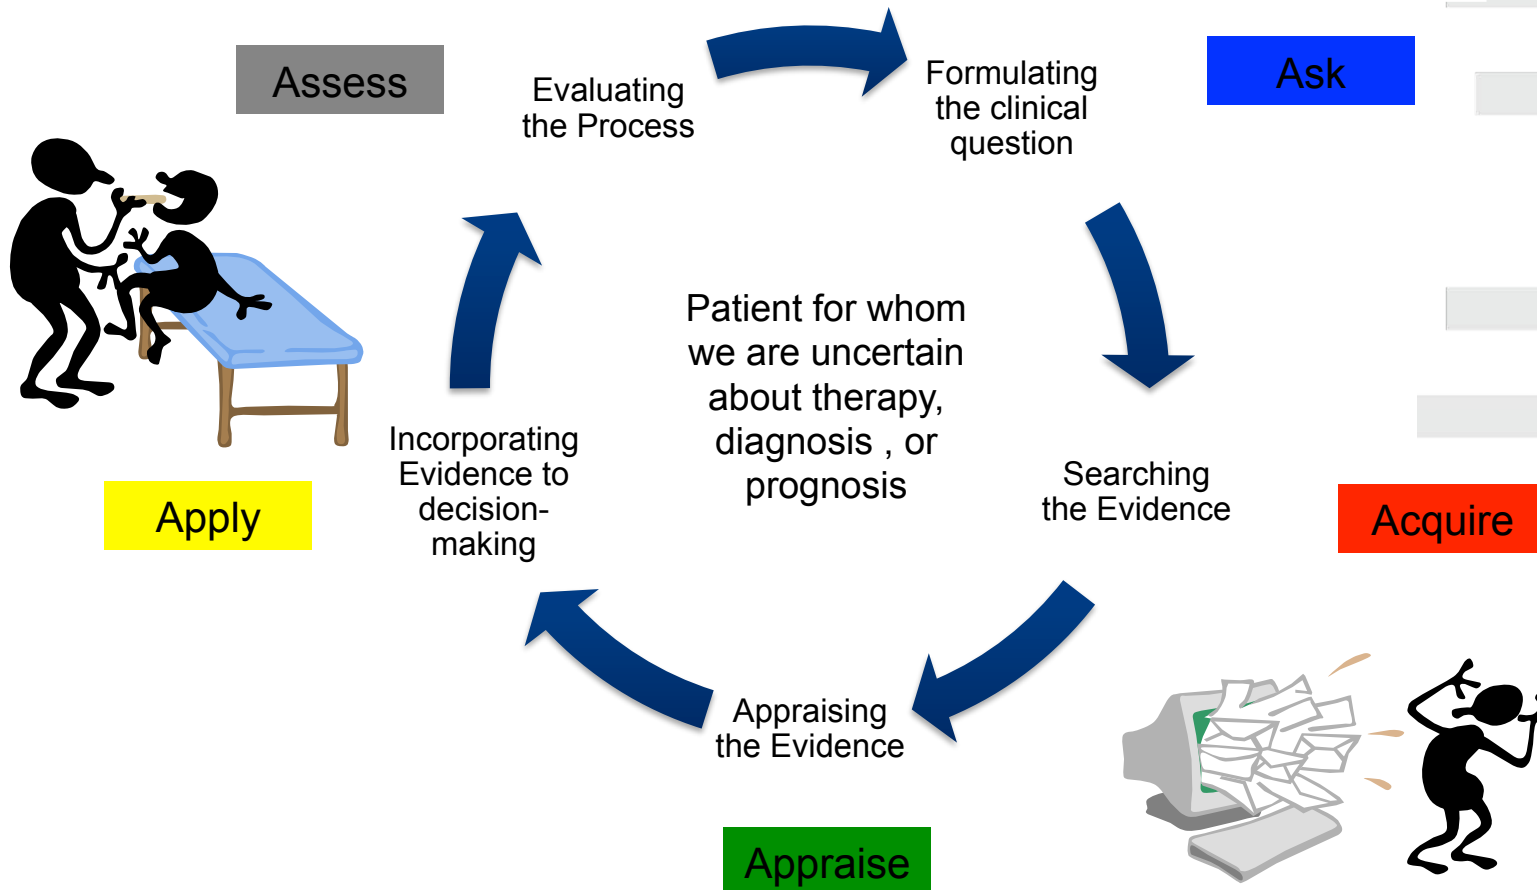 Assess
Evaluating
the Process
Formulating
the clinical
question
Ask
Patient for whom
we are uncertain
about therapy,
diagnosis , or
prognosis
Incorporating
Evidence to
decision-
making
Apply
Searching
the Evidence
Acquire
Appraising
the Evidence
Appraise